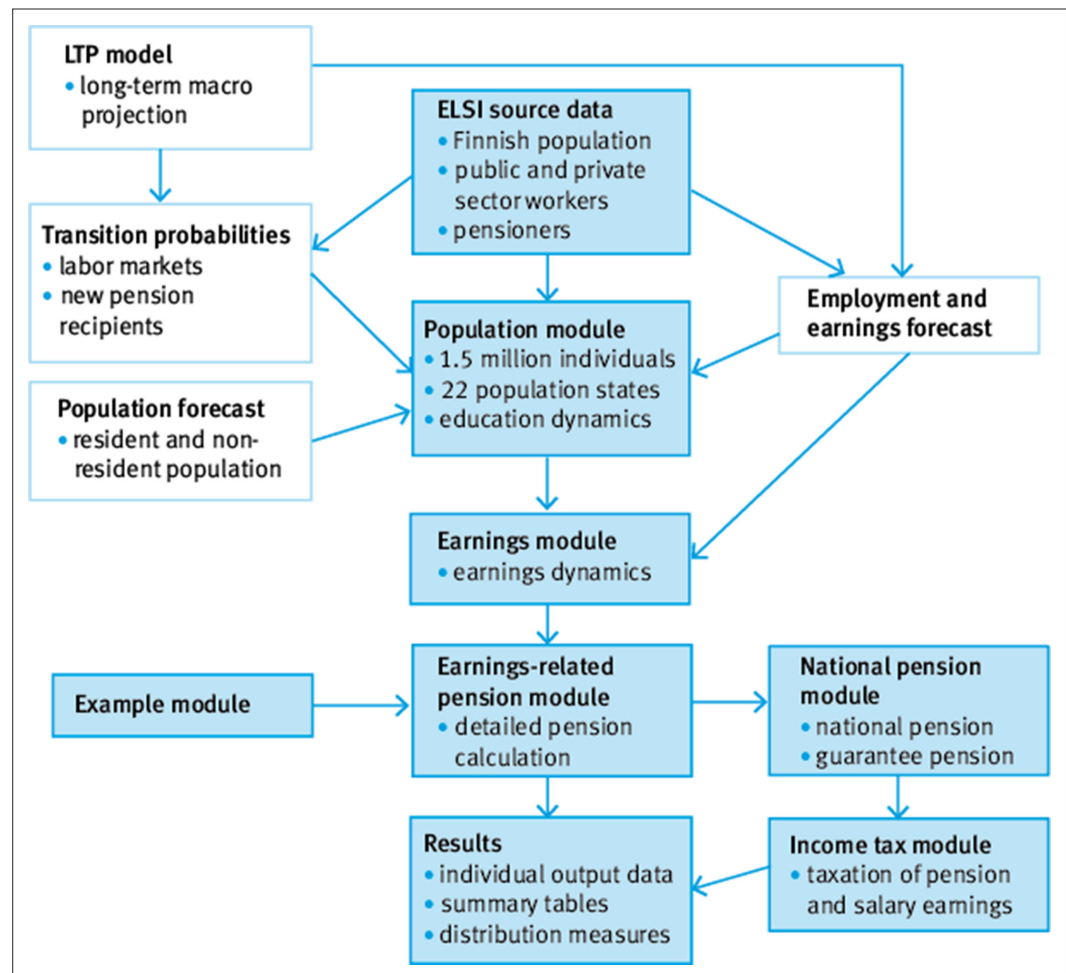 LTP model
• long-term macro
projection
ELSI source data
• Finnish population
• public and private
sector workers
• pensioners
Transition probabilities
• labor markets
• new pension
recipients
Employment and
earnings forecast
Population module
• 1.5 million individuals
• 22 population states
• education dynamics
Population forecast
• resident and non-
resident population
Earnings module
• earnings dynamics
Example module
Earnings-related
pension module
• detailed pension
calculation
National pension
module
• national pension
• guarantee pension
Results
• individual output data
• summary tables
• distribution measures
Income tax module
• taxation of pension
and salary earnings